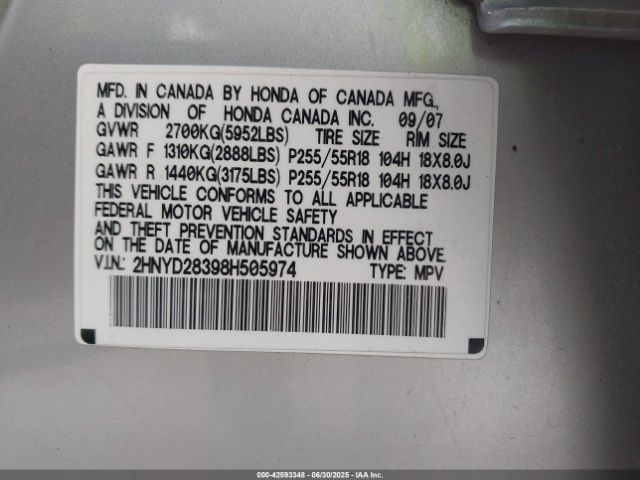 MFD. IN CANADA BY HONDA OF CANADA MFG.,
A DIVISION OF HONDA CANADA INC. 09/07
GVWR 2700KG(5952LBS) TIRE SIZE RIM SIZE
GAWR F 1310KG(2888LBS) P255/55R18 104H 18X8.0J
GAWR R 1440KG(3175LBS) P255/55R18 104H 18X8.0J
THIS VEHICLE CONFORMS TO ALL APPLICABLE
FEDERAL MOTOR VEHICLE SAFETY
AND THEFT PREVENTION STANDARDS IN EFFECT
ON THE DATE OF MANUFACTURE SHOWN ABOVE.
V.I.N.: 2HNYD28398H505974 TYPE: MPV
000-42593348 - 06/30/2025 - IAA Inc.